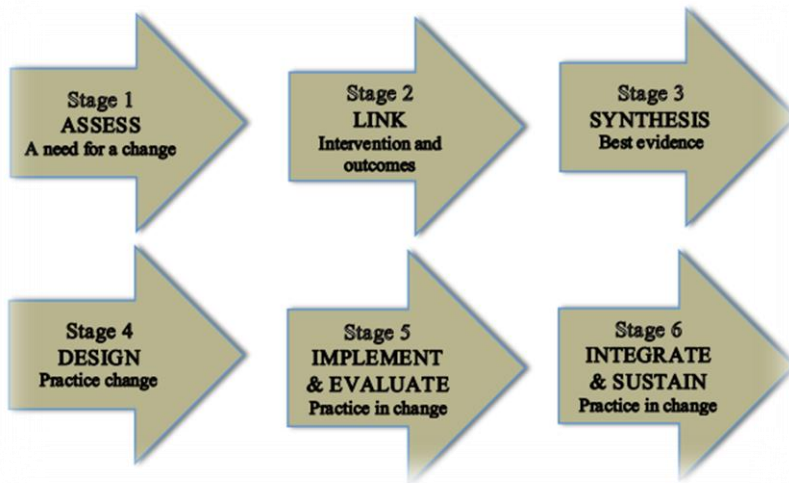 Stage 1
ASSESS
A need for a change
Stage 2
LINK
Intervention and
outcomes
Stage 3
SYNTHESIS
Best evidence
Stage 4
DESIGN
Practice change
Stage 5
IMPLEMENT
& EVALUATE
Practice in change
Stage 6
INTEGRATE
& SUSTAIN
Practice in change